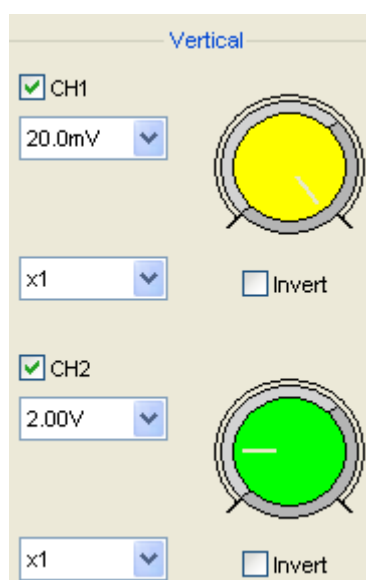 Vertical
CH1
20.0mV
x1
Invert
CH2
2.00V
x1
Invert